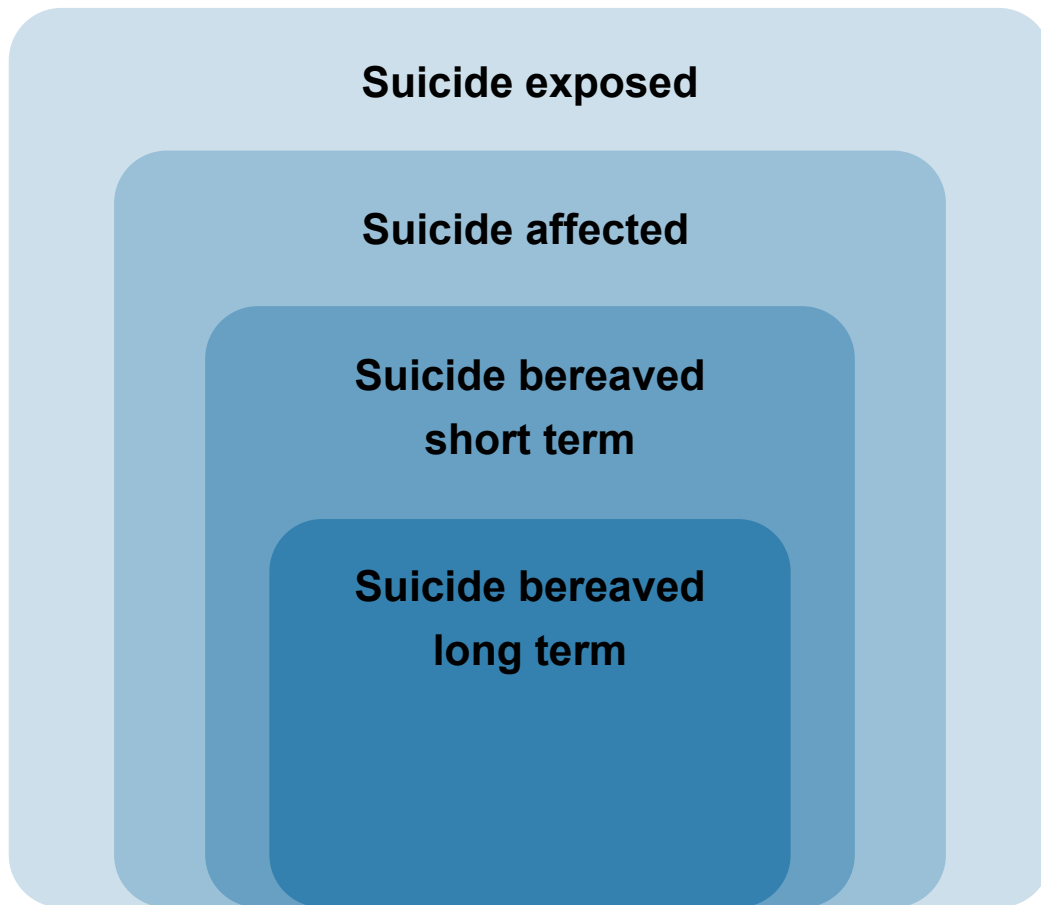 Suicide exposed
Suicide affected
Suicide bereaved
short term
Suicide bereaved
long term